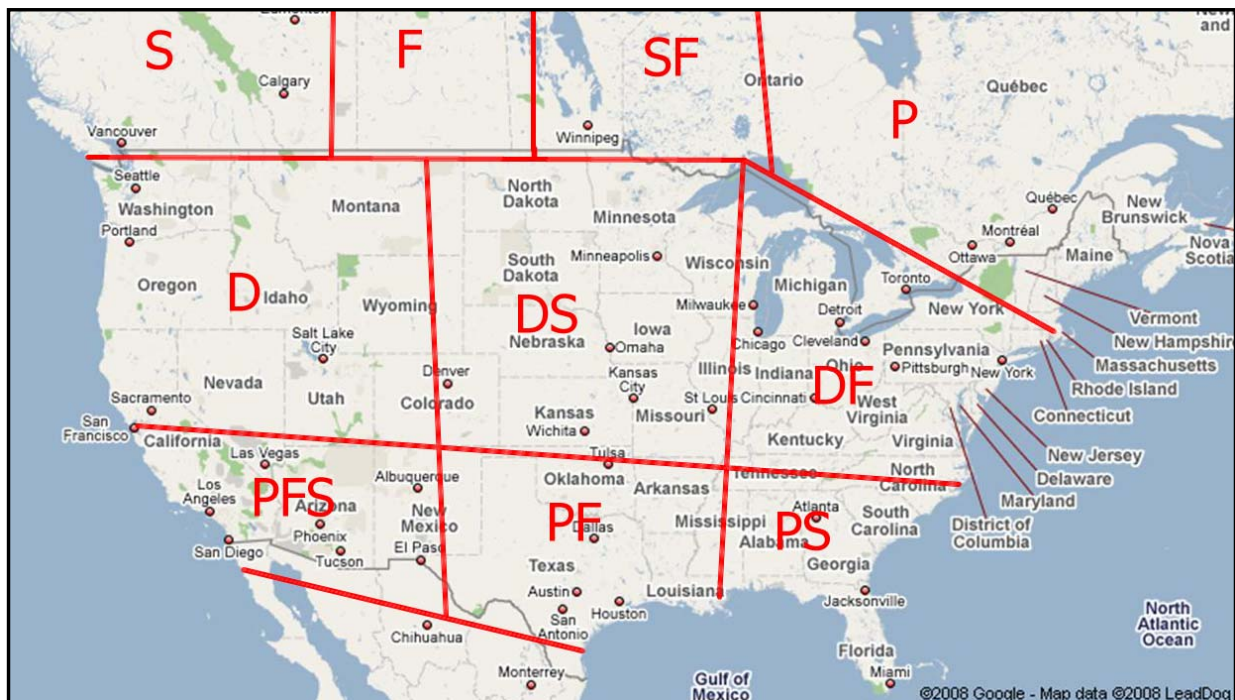 Edmonton
S
F
SF
Ontario
Québec
Calgary
P
Vancouver
Winnipeg
Seattle
Washington
Montana
North
Dakota
Minnesota
Québec
New
Brunswick
Portland
Montréal
Ottawa
Maine
Nova
Scotia
Oregon
D
Idaho
Wyoming
South
Dakota
Minneapolis
Wisconsin
Michigan
Toronto
New York
Vermont
New Hampshire
Massachusetts
Rhode Island
Connecticut
Salt Lake
City
DS
Nebraska
Iowa
Omaha
Milwaukee
Chicago
Detroit
Cleveland
Ohio
Pennsylvania
Pittsburgh
New York
Nevada
Utah
Denver
Colorado
Kansas
City
Illinois
Indiana
DF
West
Virginia
Sacramento
San
Francisco
California
Kansas
Wichita
Missouri
St Louis
Cincinnati
Kentucky
Virginia
New Jersey
Delaware
Maryland
District of
Columbia
Las Vegas
Albuquerque
Tulsa
Oklahoma
Arkansas
Tennessee
North
Carolina
Los
Angeles
PFS
Arizona
Phoenix
New
Mexico
PF
Dallas
Mississippi
Alabama
PS
Atlanta
South
Carolina
San Diego
Tucson
El Paso
Texas
Georgia
Austin
San
Antonio
Houston
Louisiana
Jacksonville
Chihuahua
Monterrey
Florida
Miami
Gulf of
Mexico
North
Atlantic
Ocean
©2008 Google - Map data ©2008 LeadDog